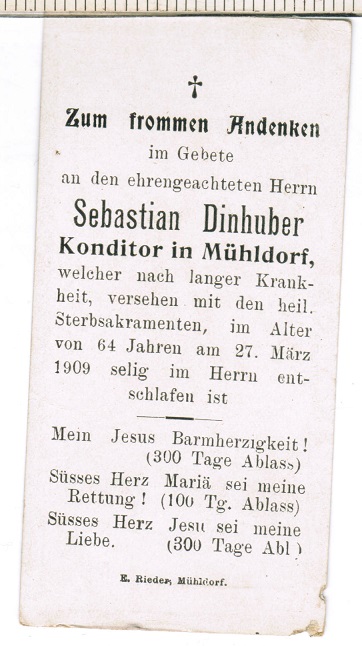 †
Zum frommen Andenken
im Gebete
an den ehrengeachteten Herrn
Sebastian Dinhuber
Konditor in Mühldorf,
welcher nach langer Krank-
heit, versehen mit den heil.
Sterbsakramenten, im Alter
von 64 Jahren am 27. März
1909 selig im Herrn ent-
schlafen ist
Mein Jesus Barmherzigkeit!
(300 Tage Ablass)
Süsses Herz Mariä sei meine
Rettung! (100 Tg. Ablass)
Süsses Herz Jesu sei meine
Liebe. (300 Tage Abl)
E. Rieder, Mühldorf.